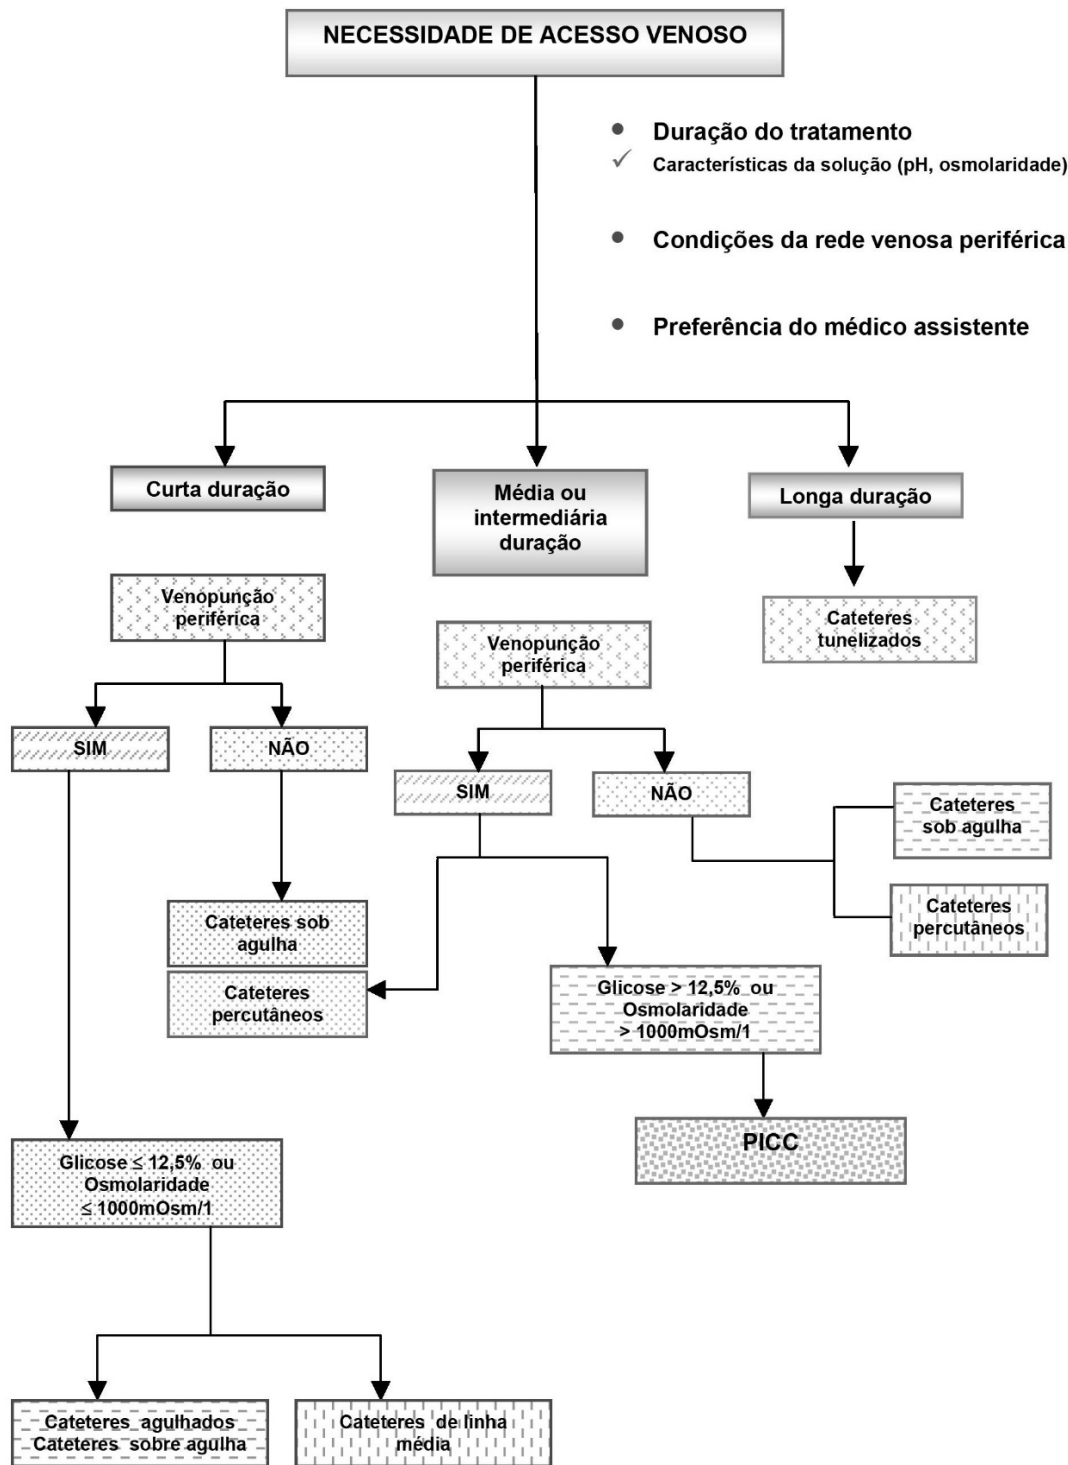 NECESSIDADE DE ACESSO VENOSO
• Duração do tratamento
✓ Características da solução (pH, osmolaridade)
• Condições da rede venosa periférica
• Preferência do médico assistente
Curta duração
Média ou
intermediária
duração
Longa duração
Venopunção
periférica
Venopunção
periférica
Cateteres
tunelizados
SIM
NÃO
SIM
NÃO
Cateteres
sob agulha
Cateteres
percutâneos
Cateteres sob
agulha
Cateteres
percutâneos
Glicose > 12,5% ou
Osmolaridade
> 1000mOsm/1
PICC
Glicose ≤ 12,5% ou
Osmolaridade
≤ 1000mOsm/1
Cateteres agulhados
Cateteres sobre agulha
Cateteres de linha
média